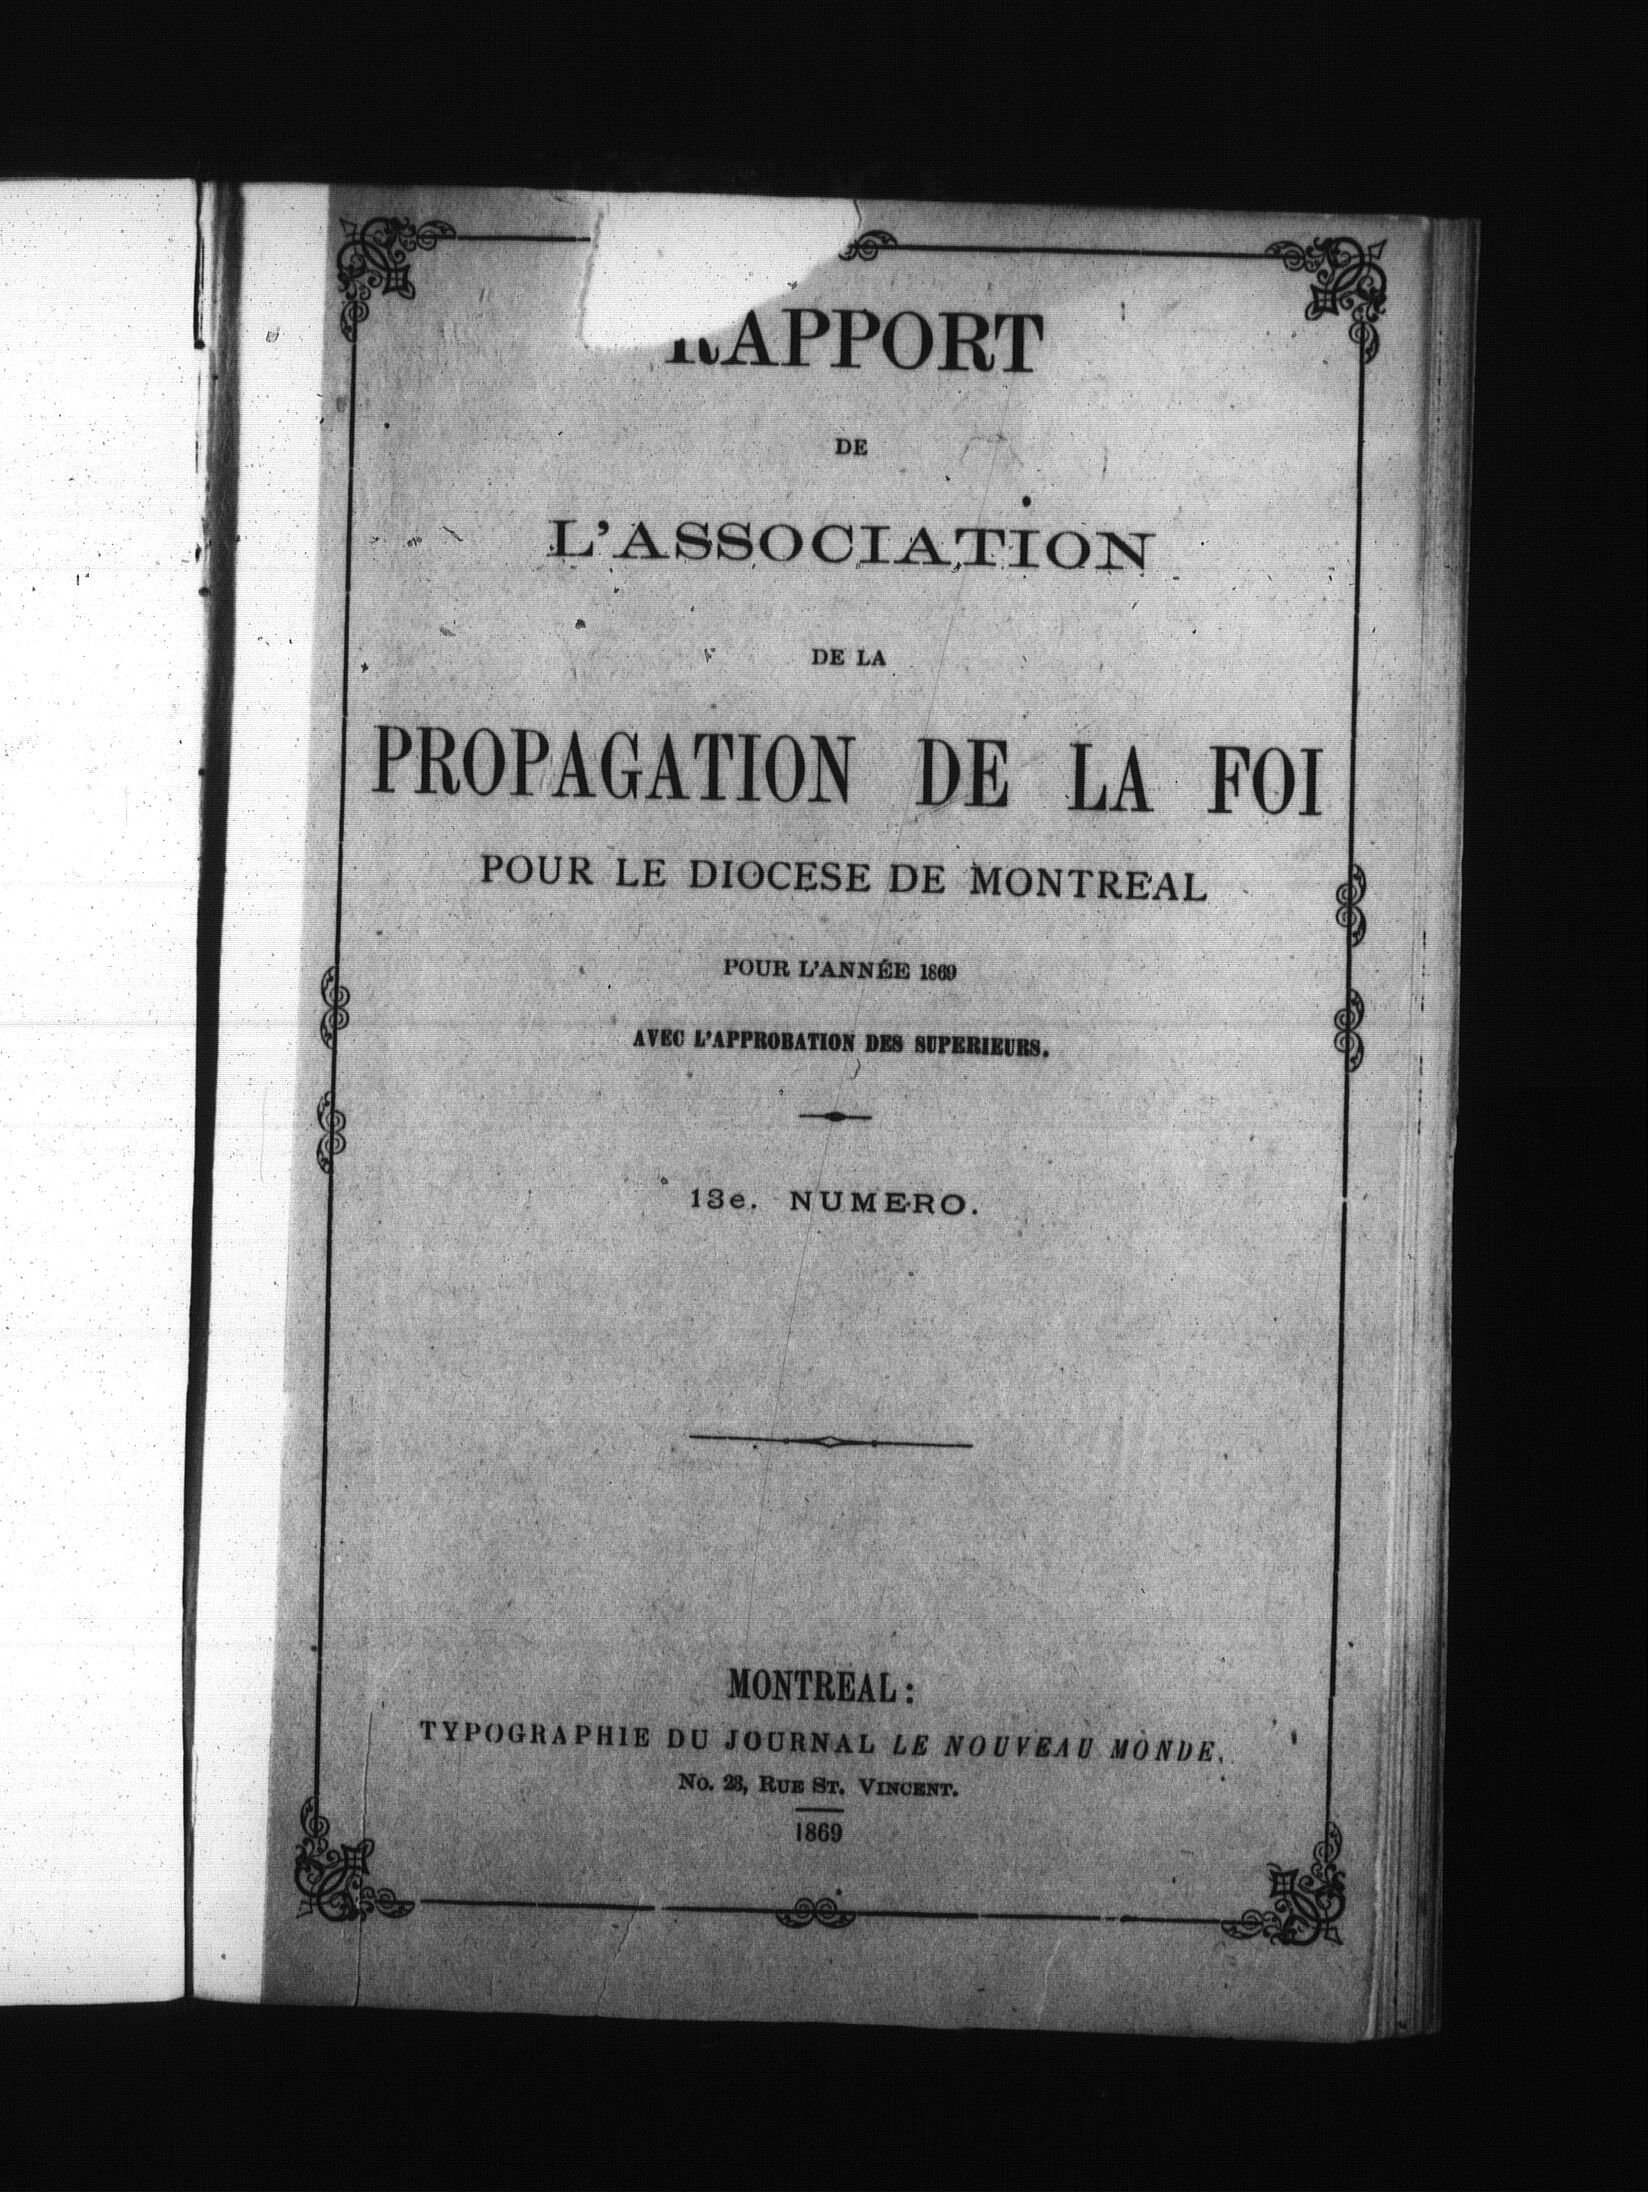 RAPPORT
DE
L'ASSOCIATION
DE LA
PROPAGATION DE LA FOI
POUR LE DIOCESE DE MONTREAL
POUR L'ANNÉE 1869
AVEC L'APPROBATION DES SUPERIEURS.
13e. NUMERO.
MONTREAL:
TYPOGRAPHIE DU JOURNAL LE NOUVEAU MONDE,
No. 23, RUE ST. VINCENT.
1869